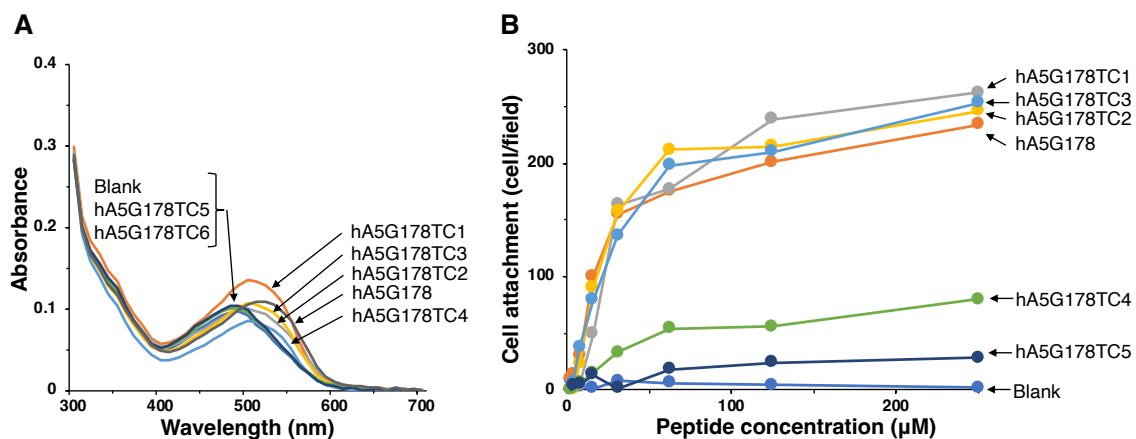 A
0.4
0.3
0.2
0.1
0
Absorbance
300
400
500
600
700
Wavelength (nm)
Blank
hA5G178TC5
hA5G178TC6
hA5G178TC1
hA5G178TC3
hA5G178TC2
hA5G178
hA5G178TC4
B
300
200
100
0
Cell attachment (cell/field)
0
100
200
Peptide concentration (μM)
hA5G178TC1
hA5G178TC3
hA5G178TC2
hA5G178
hA5G178TC4
hA5G178TC5
Blank